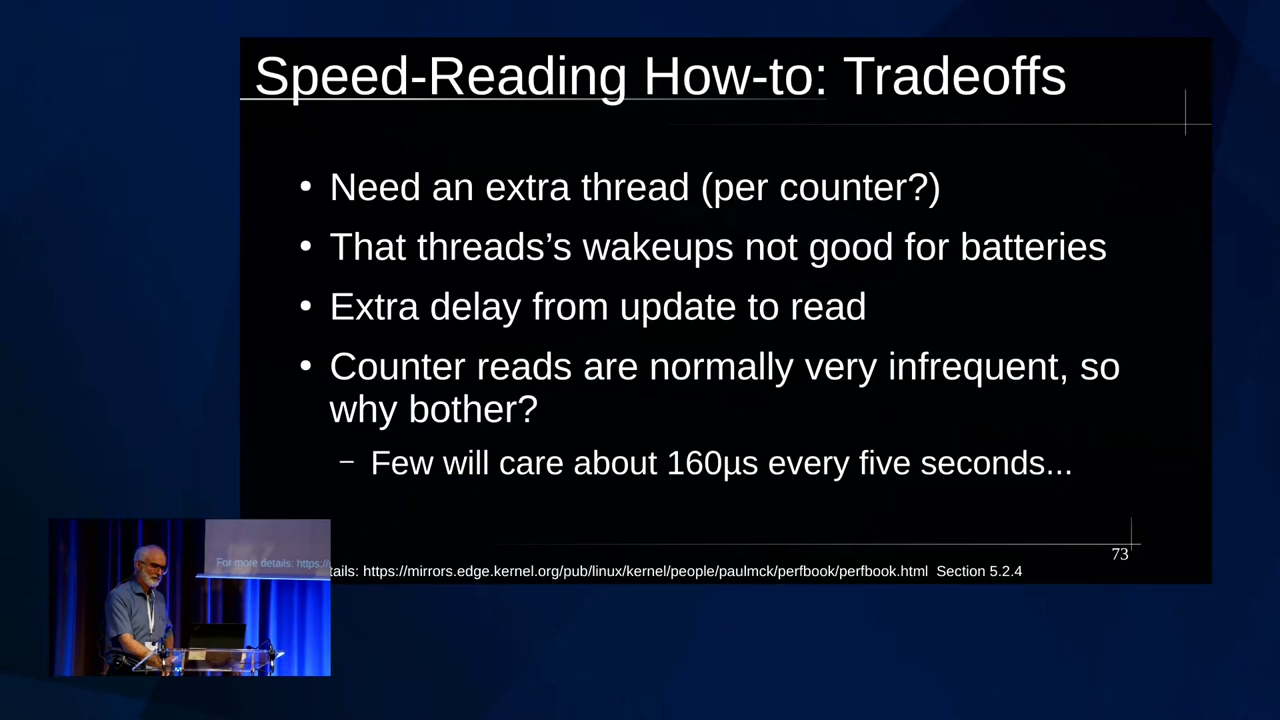 Speed-Reading How-to: Tradeoffs
• Need an extra thread (per counter?)
• That threads’s wakeups not good for batteries
• Extra delay from update to read
• Counter reads are normally very infrequent, so
why bother?
– Few will care about 160µs every five seconds...
73
For more details: https://
tails: https://mirrors.edge.kernel.org/pub/linux/kernel/people/paulmck/perfbook/perfbook.html Section 5.2.4